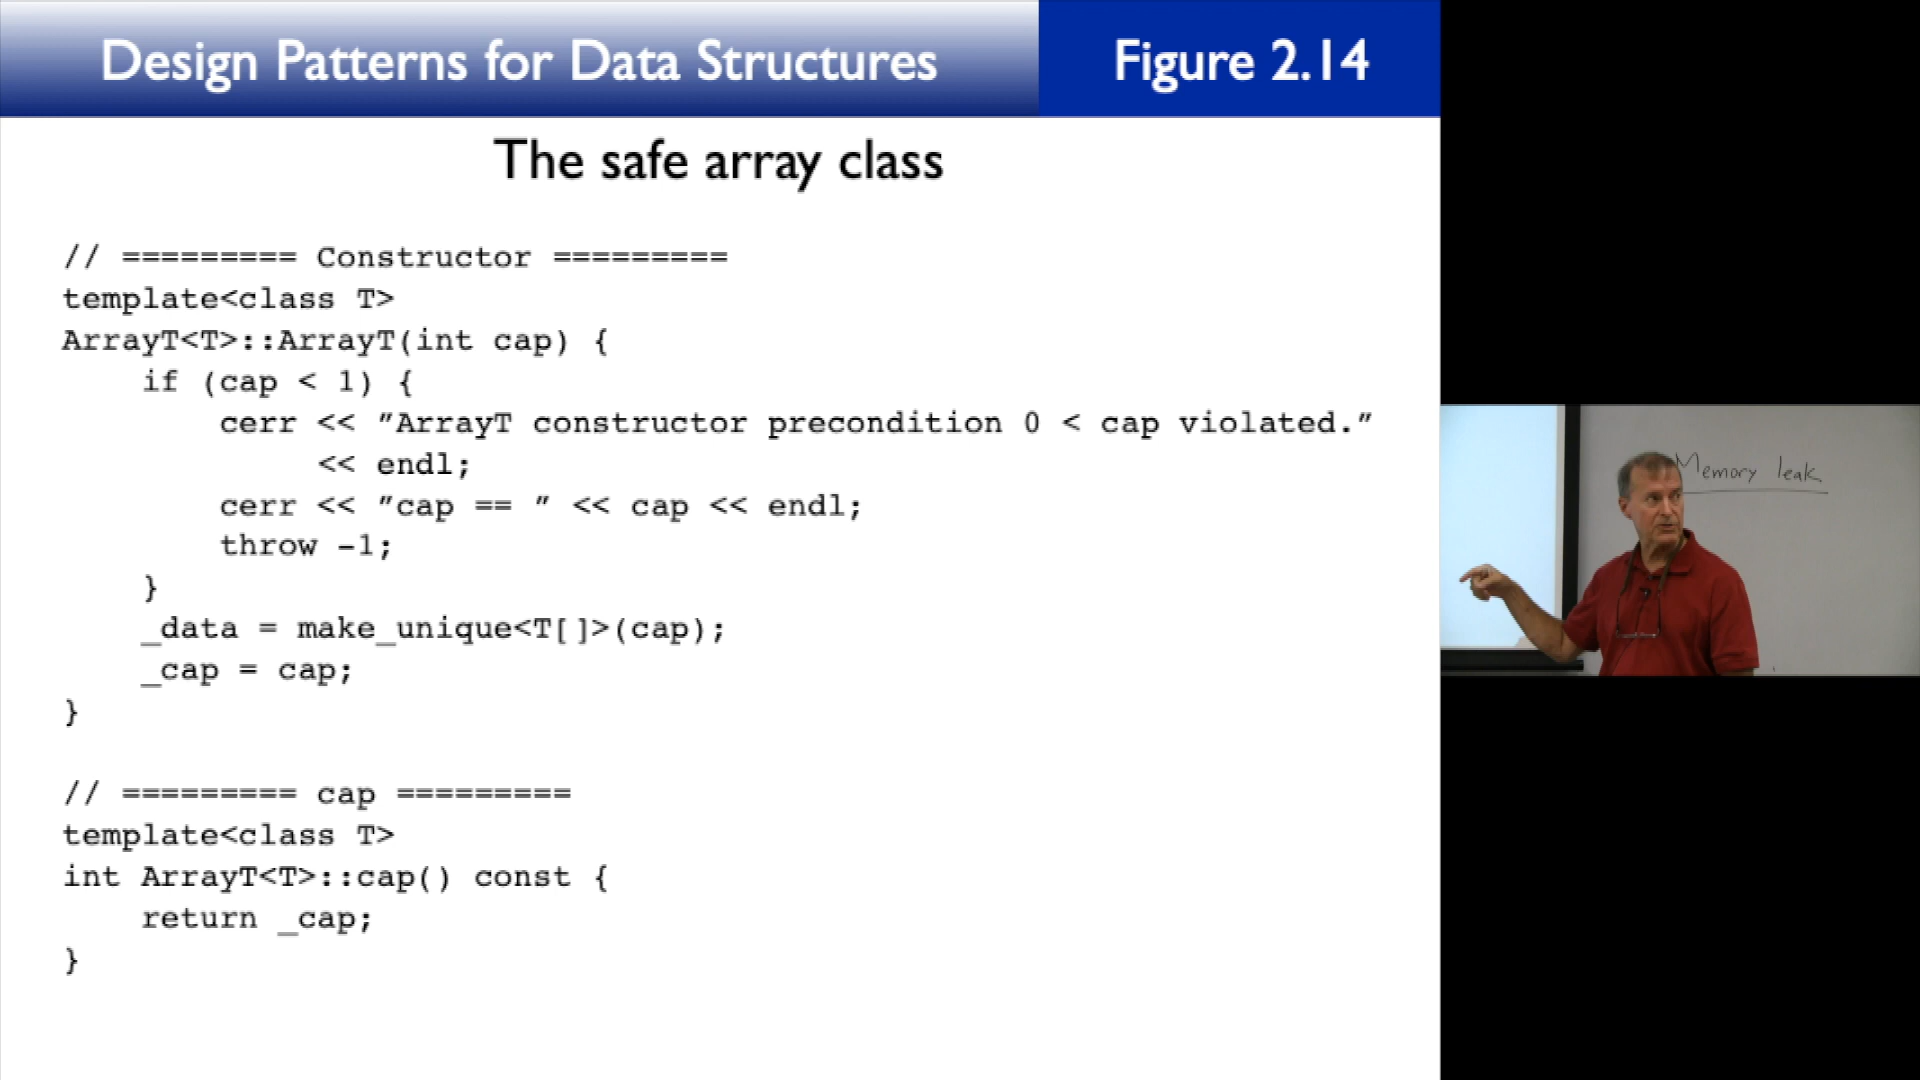 Design Patterns for Data Structures
Figure 2.14
The safe array class
// ========= Constructor =========
template<class T>
ArrayT<T>::ArrayT(int cap) {
    if (cap < 1) {
        cerr << "ArrayT constructor precondition 0 < cap violated."
             << endl;
        cerr << "cap == " << cap << endl;
        throw -1;
    }
    _data = make_unique<T[]>(cap);
    _cap = cap;
}
// ========= cap =========
template<class T>
int ArrayT<T>::cap() const {
    return _cap;
}
Memory leak